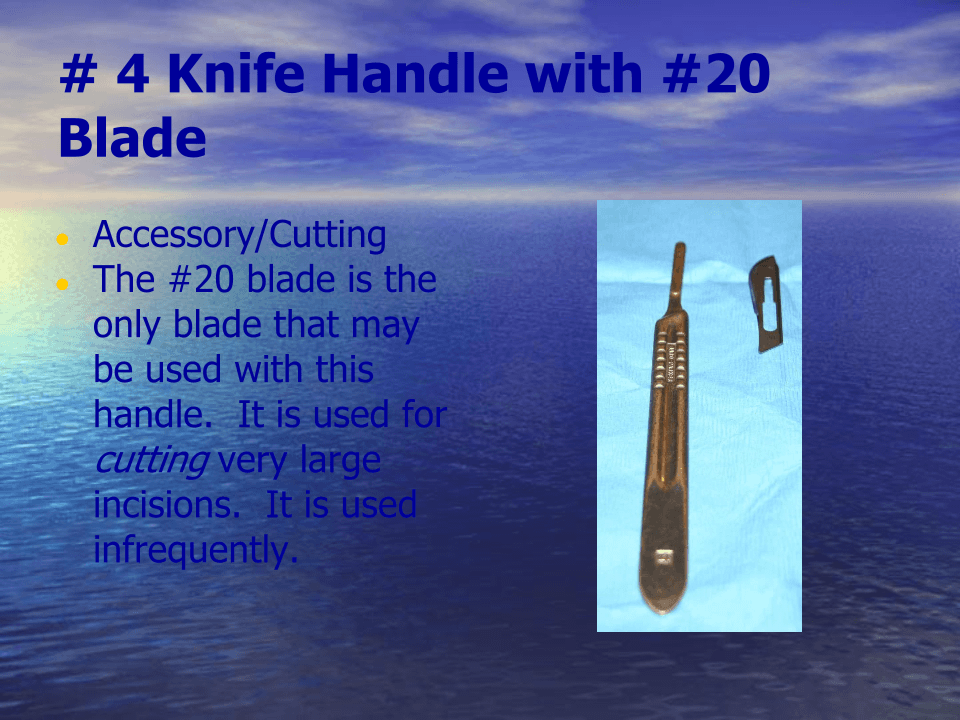 # 4 Knife Handle with #20
Blade
Accessory/Cutting
The #20 blade is the
only blade that may
be used with this
handle.  It is used for
cutting very large
incisions.  It is used
infrequently.